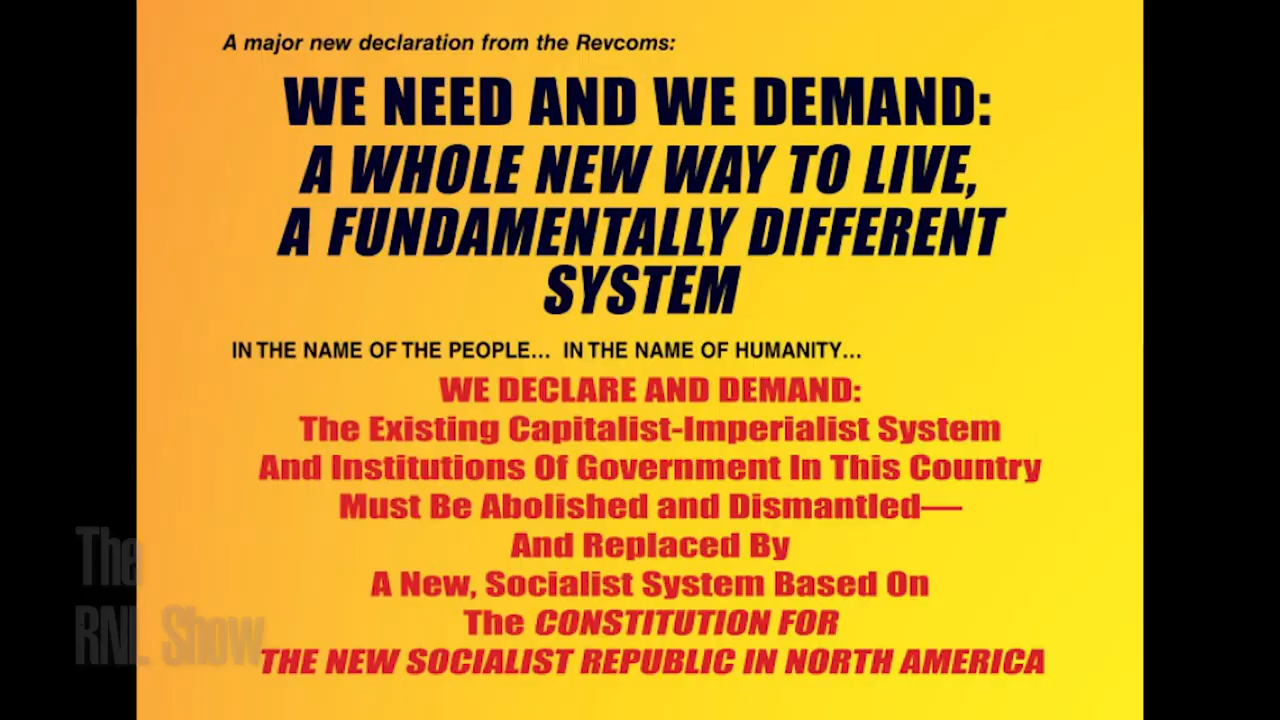 A major new declaration from the Revcoms:
WE NEED AND WE DEMAND:
A WHOLE NEW WAY TO LIVE,
A FUNDAMENTALLY DIFFERENT
SYSTEM
IN THE NAME OF THE PEOPLE... IN THE NAME OF HUMANITY...
WE DECLARE AND DEMAND:
The Existing Capitalist-Imperialist System
And Institutions Of Government In This Country
Must Be Abolished and Dismantled—
And Replaced By
A New, Socialist System Based On
The CONSTITUTION FOR
THE NEW SOCIALIST REPUBLIC IN NORTH AMERICA
The
RNL Show